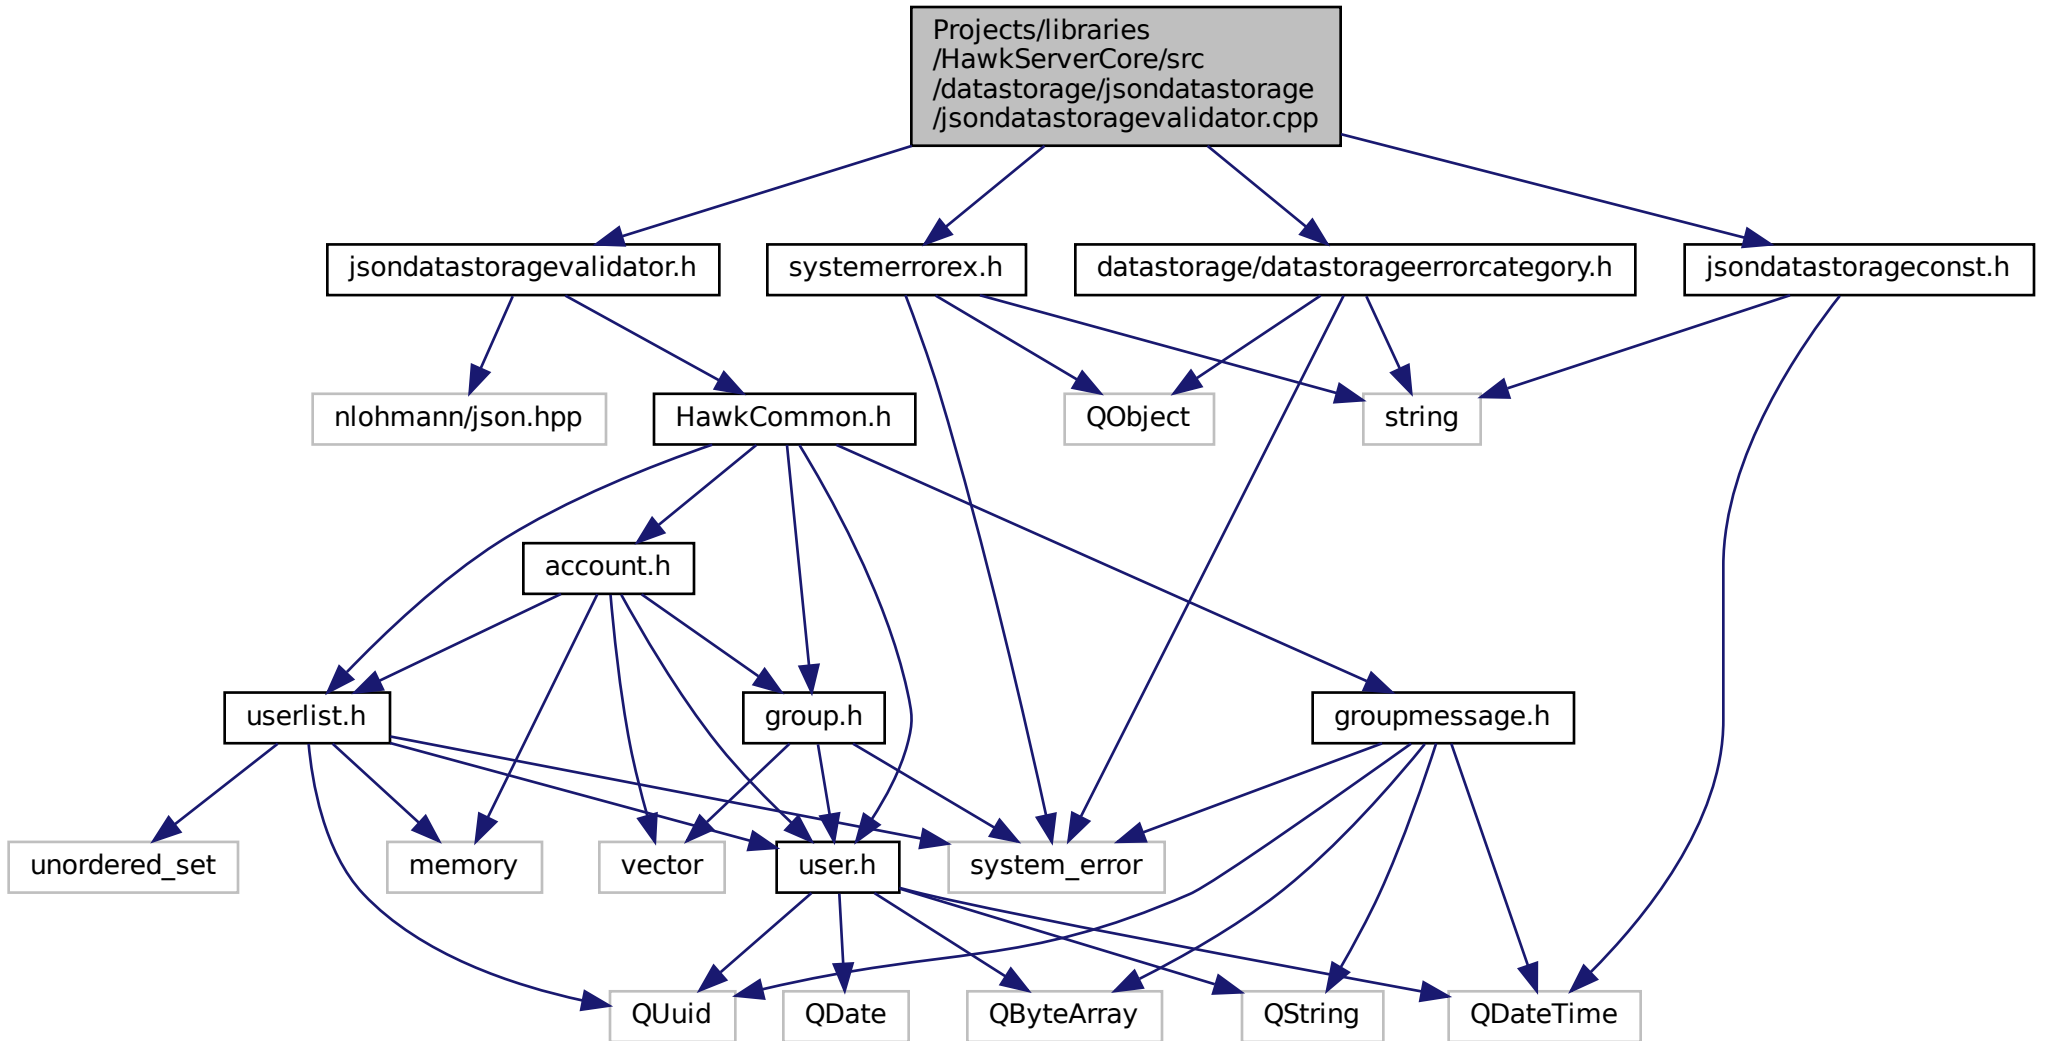 Projects/libraries
/HawkServerCore/src
/datastorage/jsondatastorage
/jsondatastoragevalidator.cpp
jsondatastoragevalidator.h
systemerrorex.h
datastorage/datastorageerrorcategory.h
jsondatastorageconst.h
nlohmann/json.hpp
HawkCommon.h
QObject
string
account.h
userlist.h
group.h
groupmessage.h
unordered_set
memory
vector
user.h
system_error
QUuid
QDate
QByteArray
QString
QDateTime